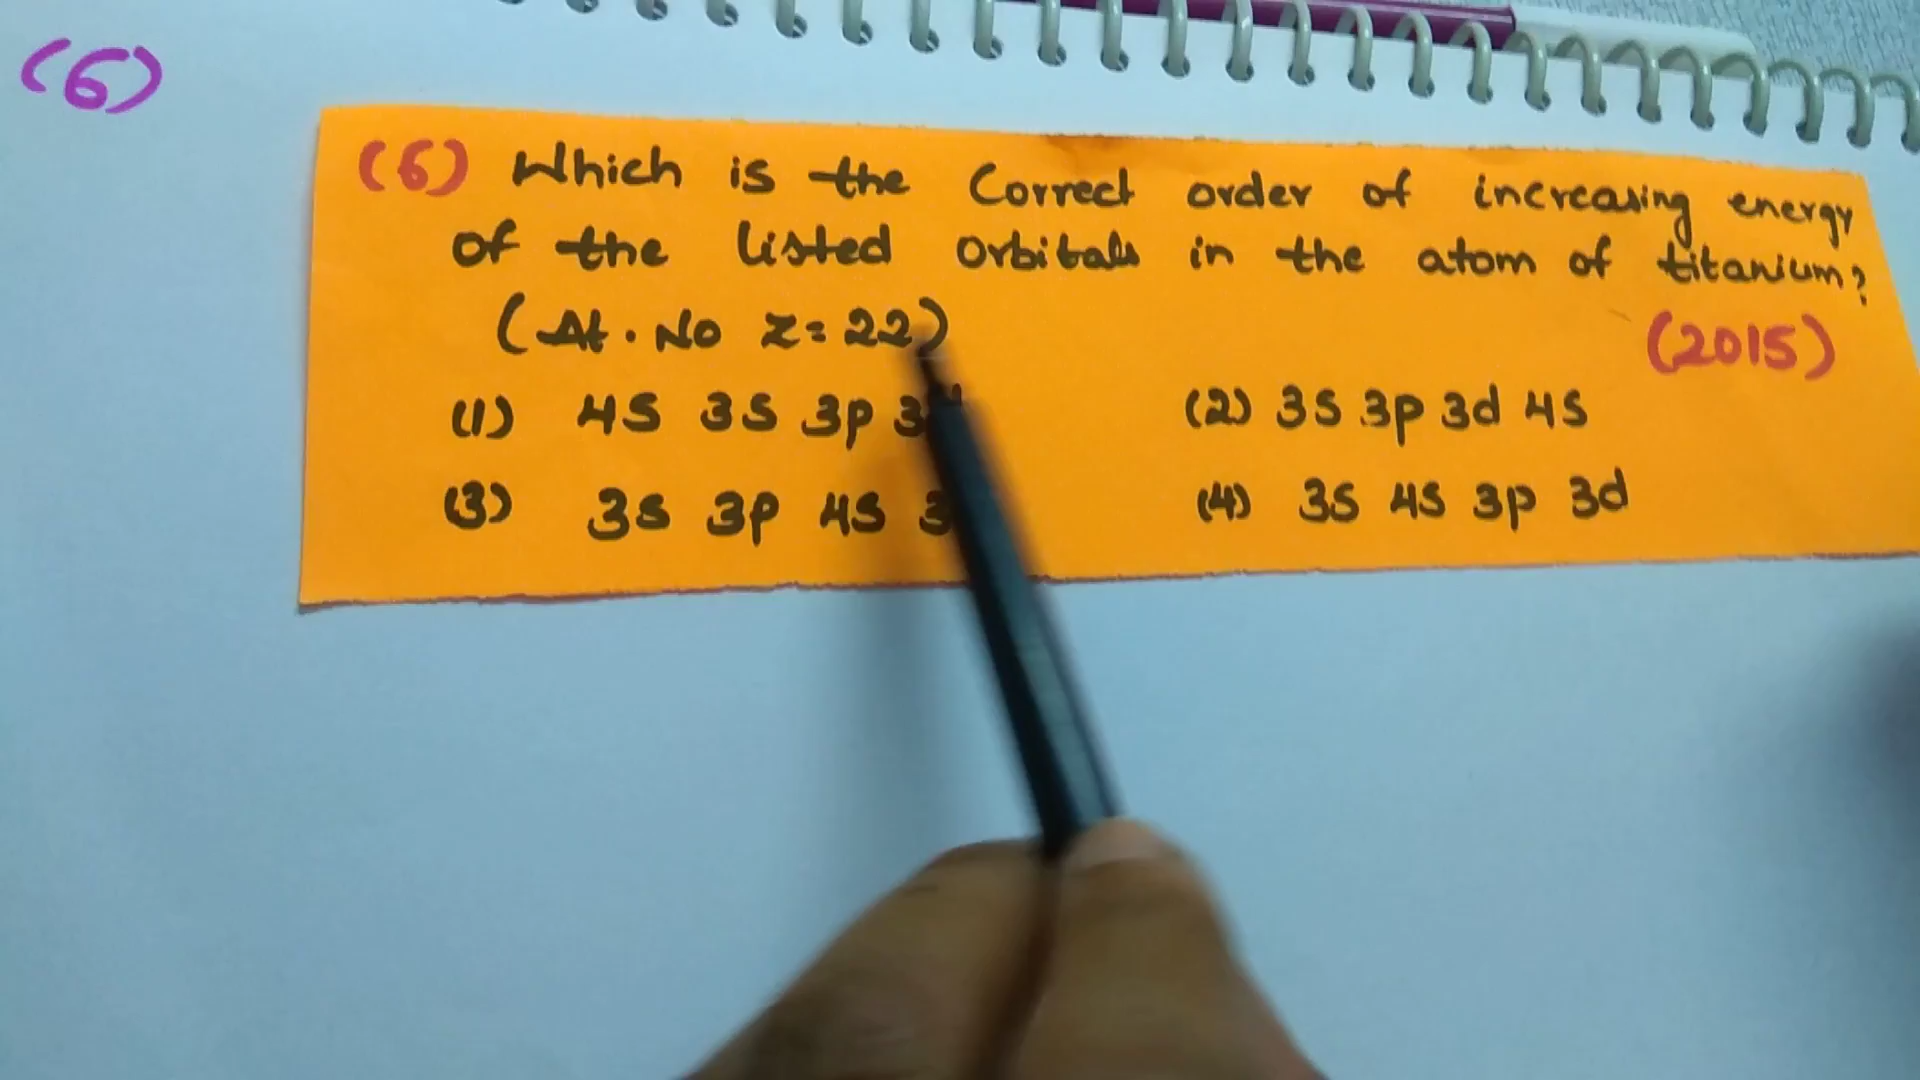 (6)
(6) Which is the Correct order of increasing energy
of the listed orbitals in the atom of titanium?
(At. No Z=22)
(2015)
(1) 4s 3s 3p (2) 3s 3p 3d 4s
(3) 3s 3p 4s (4) 3s 4s 3p 3d